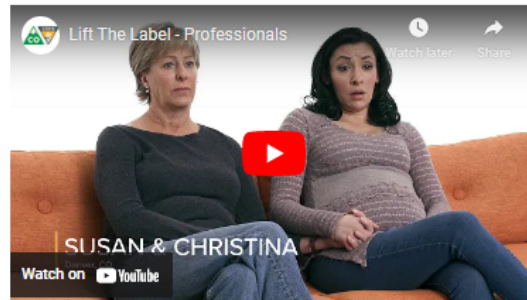 Lift The Label - Professionals
Watch later
Share
SUSAN & CHRISTINA
Denver, CO
Watch on YouTube